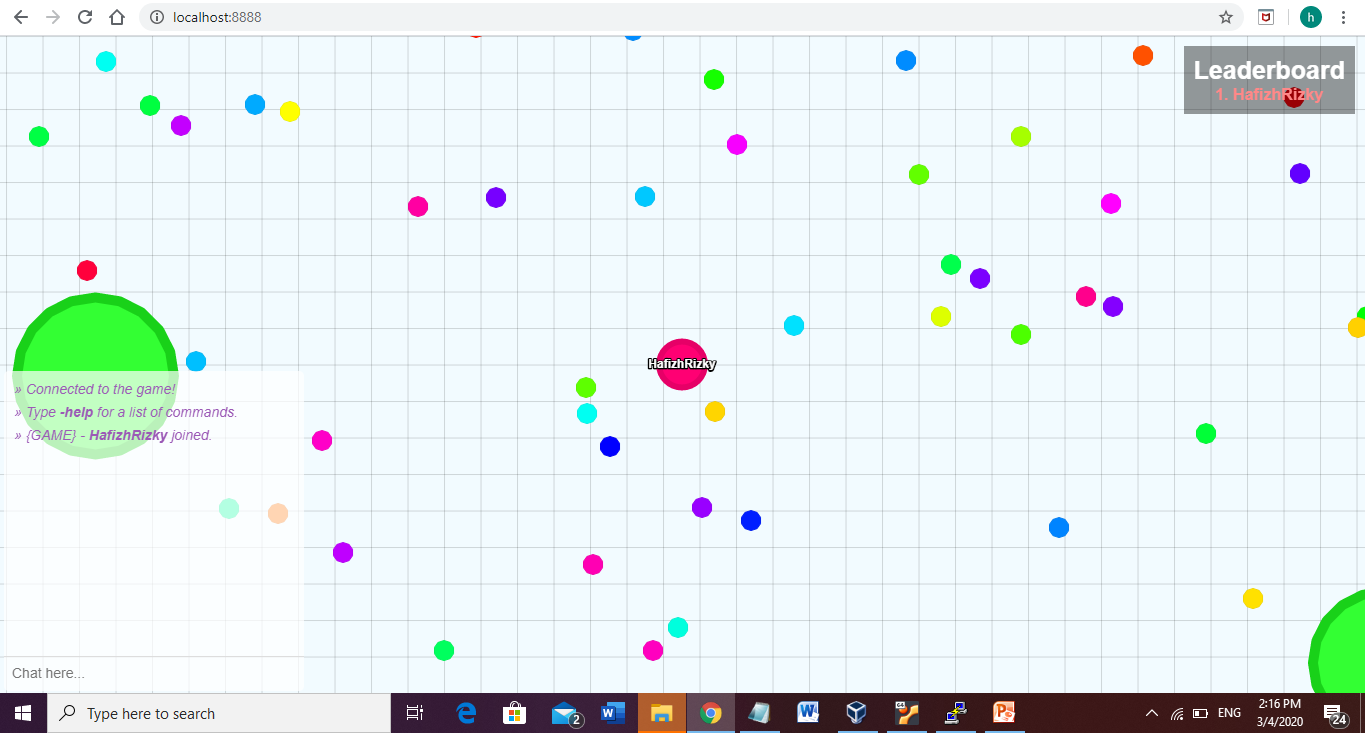 localhost:8888
h
Leaderboard
1. HafizhRizky
HafizhRizky
» Connected to the game!
» Type -help for a list of commands.
» {GAME} - HafizhRizky joined.
Chat here...
Type here to search
2
ENG
2:16 PM
3/4/2020
24